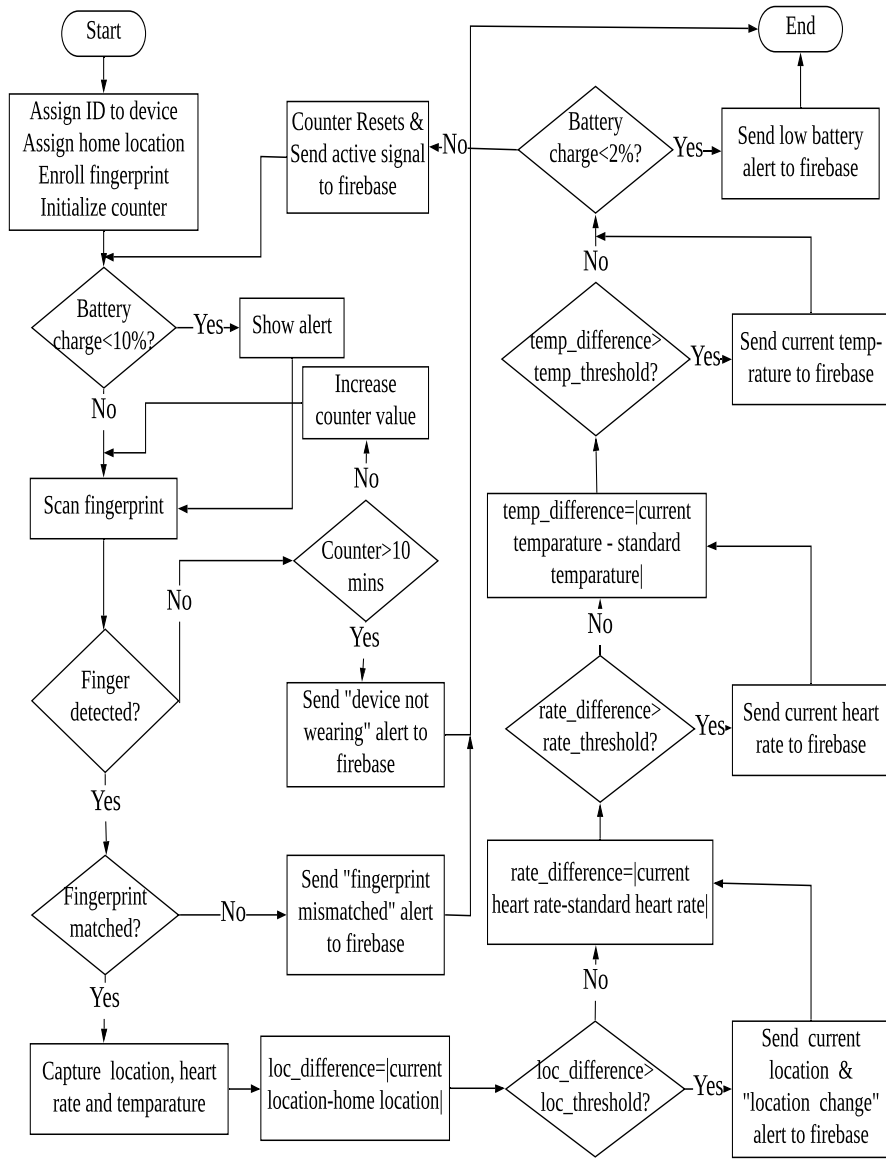 Start
Assign ID to device
Assign home location
Enroll fingerprint
Initialize counter
Battery
charge<10%?
Yes
Show alert
No
Increase
counter value
No
Scan fingerprint
Counter>10
mins
No
Yes
Finger
detected?
Send "device not
wearing" alert to
firebase
Yes
Fingerprint
matched?
No
Send "fingerprint
mismatched" alert
to firebase
Yes
Capture location, heart
rate and temparature
loc_difference=|current
location-home location|
loc_difference>
loc_threshold?
Yes
Send current
location &
"location change"
alert to firebase
No
rate_difference=|current
heart rate-standard heart rate|
rate_difference>
rate_threshold?
Yes
Send current heart
rate to firebase
No
temp_difference=|current
temparature - standard
temparature|
temp_difference>
temp_threshold?
Yes
Send current temp-
rature to firebase
No
Battery
charge<2%?
Yes
Send low battery
alert to firebase
No
Counter Resets &
Send active signal
to firebase
End